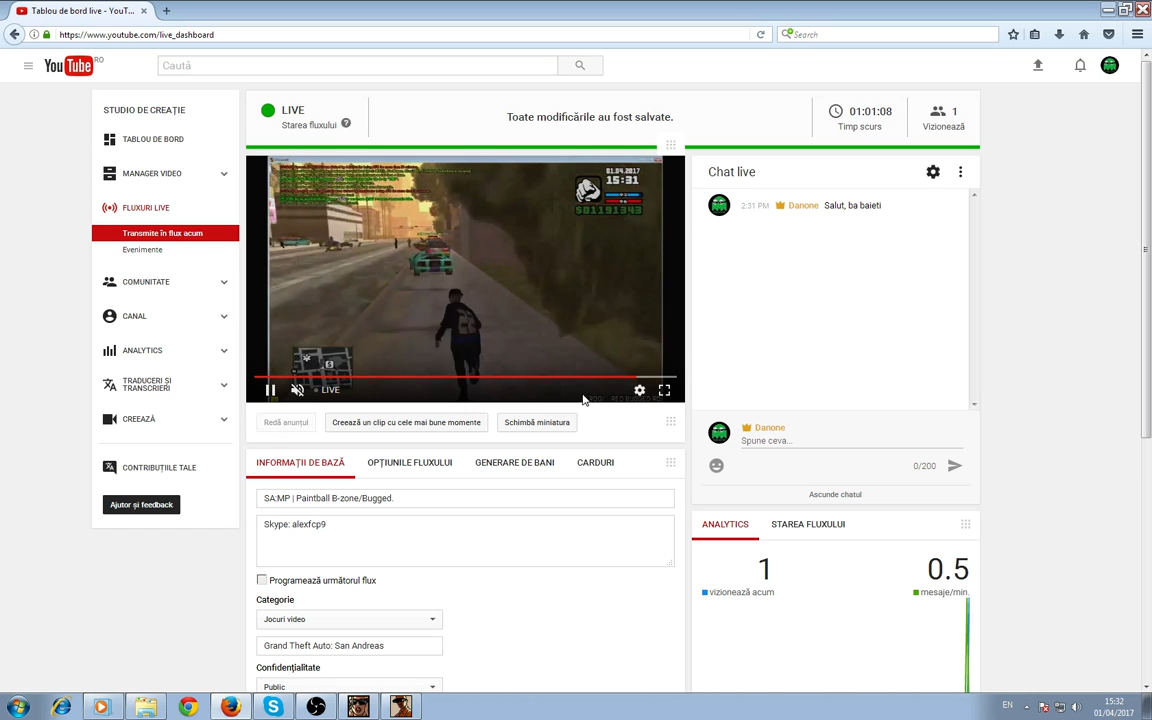 Tablou de bord live - YouT...
https://www.youtube.com/live_dashboard
Search
YouTube RO
Caută
STUDIO DE CREAȚIE
TABLOU DE BORD
MANAGER VIDEO
FLUXURI LIVE
Transmite în flux acum
Evenimente
COMUNITATE
CANAL
ANALYTICS
TRADUCERI ȘI
TRANSCRIERI
CREEAZĂ
CONTRIBUȚIILE TALE
Ajutor și feedback
LIVE
Starea fluxului
Toate modificările au fost salvate.
01:01:08
Timp scurs
1
Vizionează
01.04.2017
15:31
LIVE
Redă anunțul
Creează un clip cu cele mai bune momente
Schimbă miniatura
INFORMAȚII DE BAZĂ
OPȚIUNILE FLUXULUI
GENERARE DE BANI
CARDURI
SA:MP | Paintball B-zone/Bugged.
Skype: alexfcp9
Programează următorul flux
Categorie
Jocuri video
Grand Theft Auto: San Andreas
Confidențialitate
Public
Chat live
2:31 PM Danone Salut, ba baieti
Danone
Spune ceva...
0/200
Ascunde chatul
ANALYTICS
STAREA FLUXULUI
1
vizionează acum
0.5
mesaje/min.
EN
15:32
01/04/2017